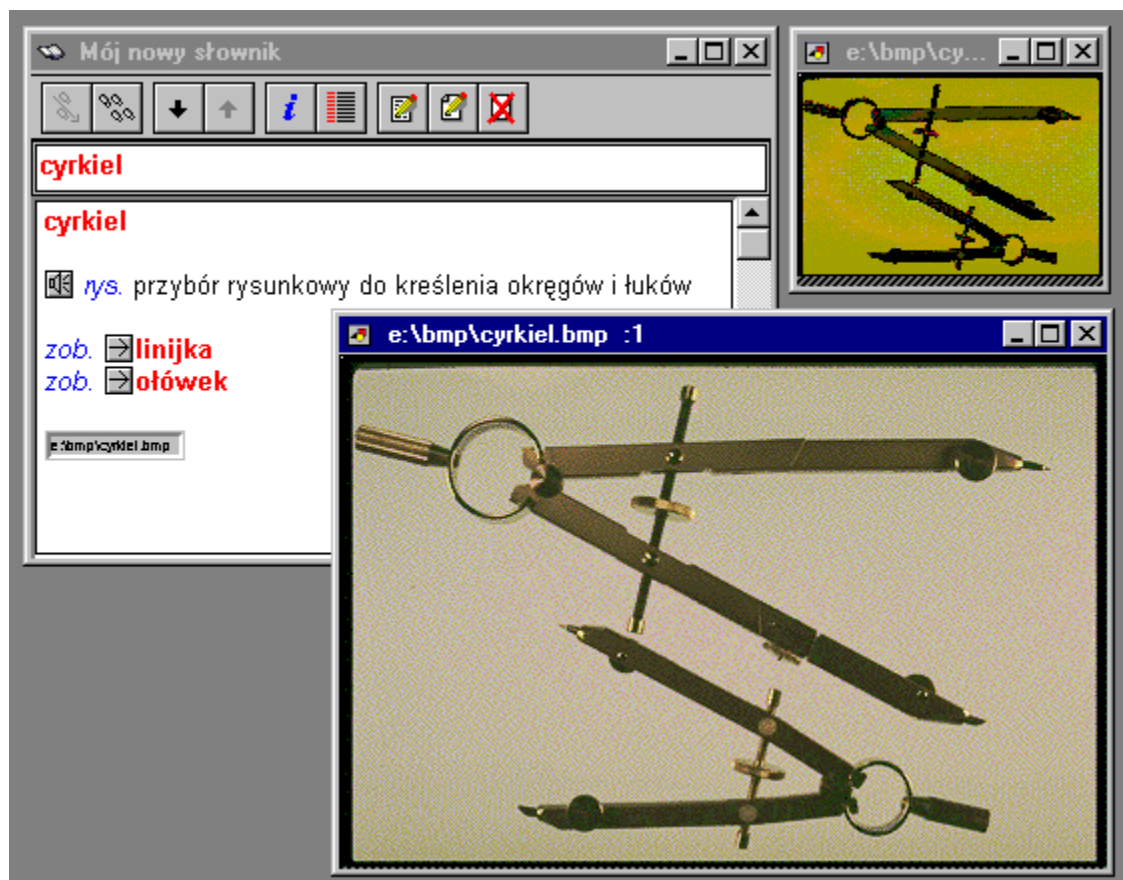 Mój nowy słownik
e:\bmp\cy...
i
cyrkiel
cyrkiel
rys. przybór rysunkowy do kreślenia okręgów i łuków
zob. linijka
zob. ołówek
e:\bmp\cyrkiel.bmp
e:\bmp\cyrkiel.bmp :1